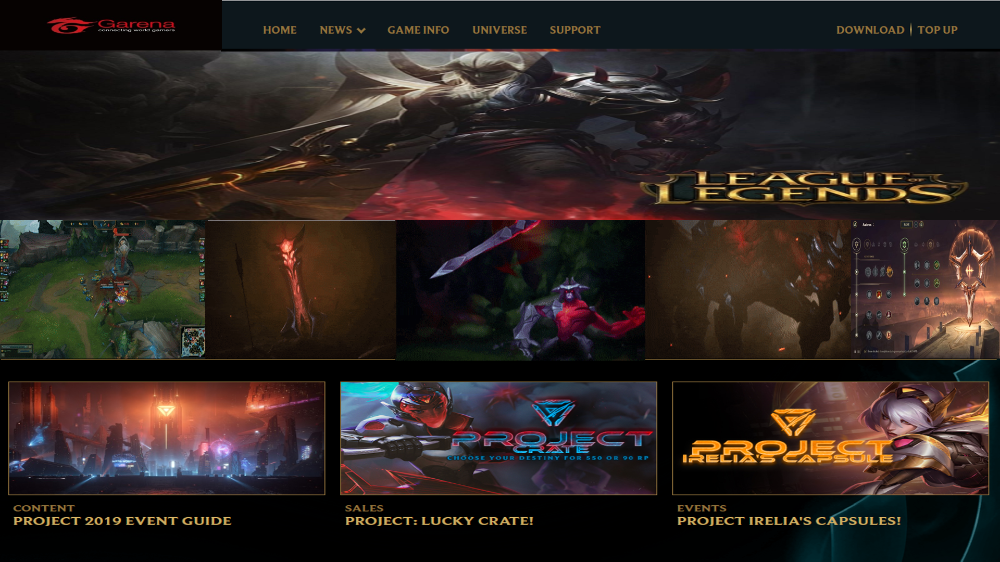 Garena
connecting world gamers
HOME NEWS GAME INFO UNIVERSE SUPPORT DOWNLOAD TOP UP
LEAGUE OF
LEGENDS
Aatrox
SAVE
PROJECT
CRATE
CHOOSE YOUR DESTINY FOR 550 OR 90 RP
PROJECT
IRELIA'S CAPSULE
CONTENT
PROJECT 2019 EVENT GUIDE
SALES
PROJECT: LUCKY CRATE!
EVENTS
PROJECT IRELIA'S CAPSULES!